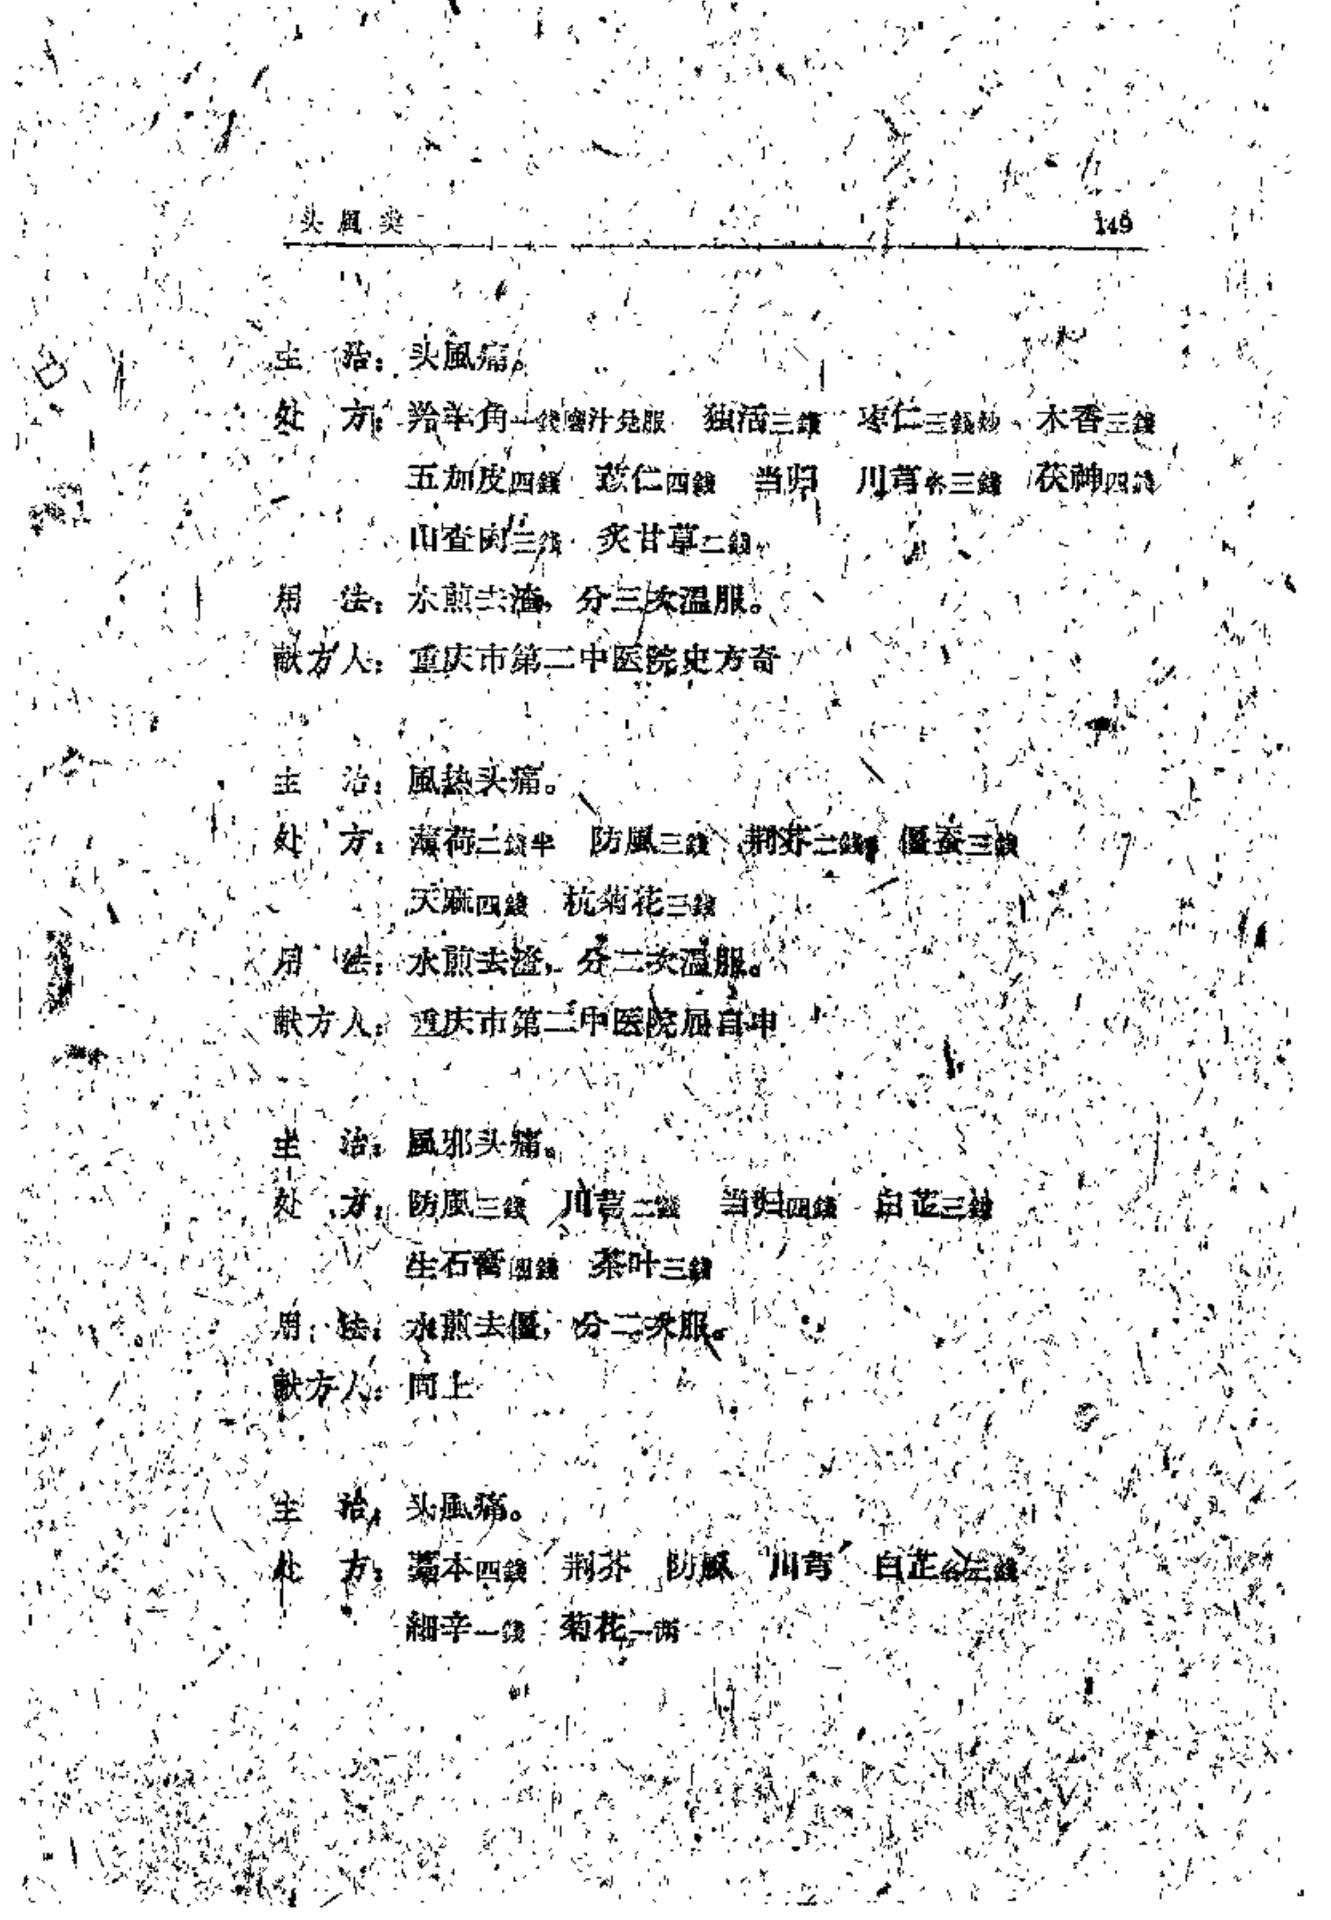 头風类 149
主 治：头風痛。
处 方：羚羊角一錢磨汁兑服 独活三錢 枣仁三錢炒 木香三錢
五加皮四錢 苡仁四錢 当归 川芎各三錢 茯神四錢
山查肉三錢 炙甘草二錢
用 法：水煎去渣，分三次温服。
献方人：重庆市第二中医院史方奇
主 治：風热头痛。
处 方：薄荷二錢半 防風三錢 荆芥二錢 僵蚕三錢
天麻四錢 杭菊花三錢
用 法：水煎去渣，分二次温服。
献方人：重庆市第二中医院屈自申
主 治：風邪头痛。
处 方：防風三錢 川芎二錢 当归四錢 白芷三錢
生石膏四錢 茶叶三錢
用 法：水煎去僵，分二次服。
献方人：同上
主 治：头風痛。
处 方：藁本四錢 荆芥 防風 川芎 白芷各三錢
細辛一錢 菊花一两